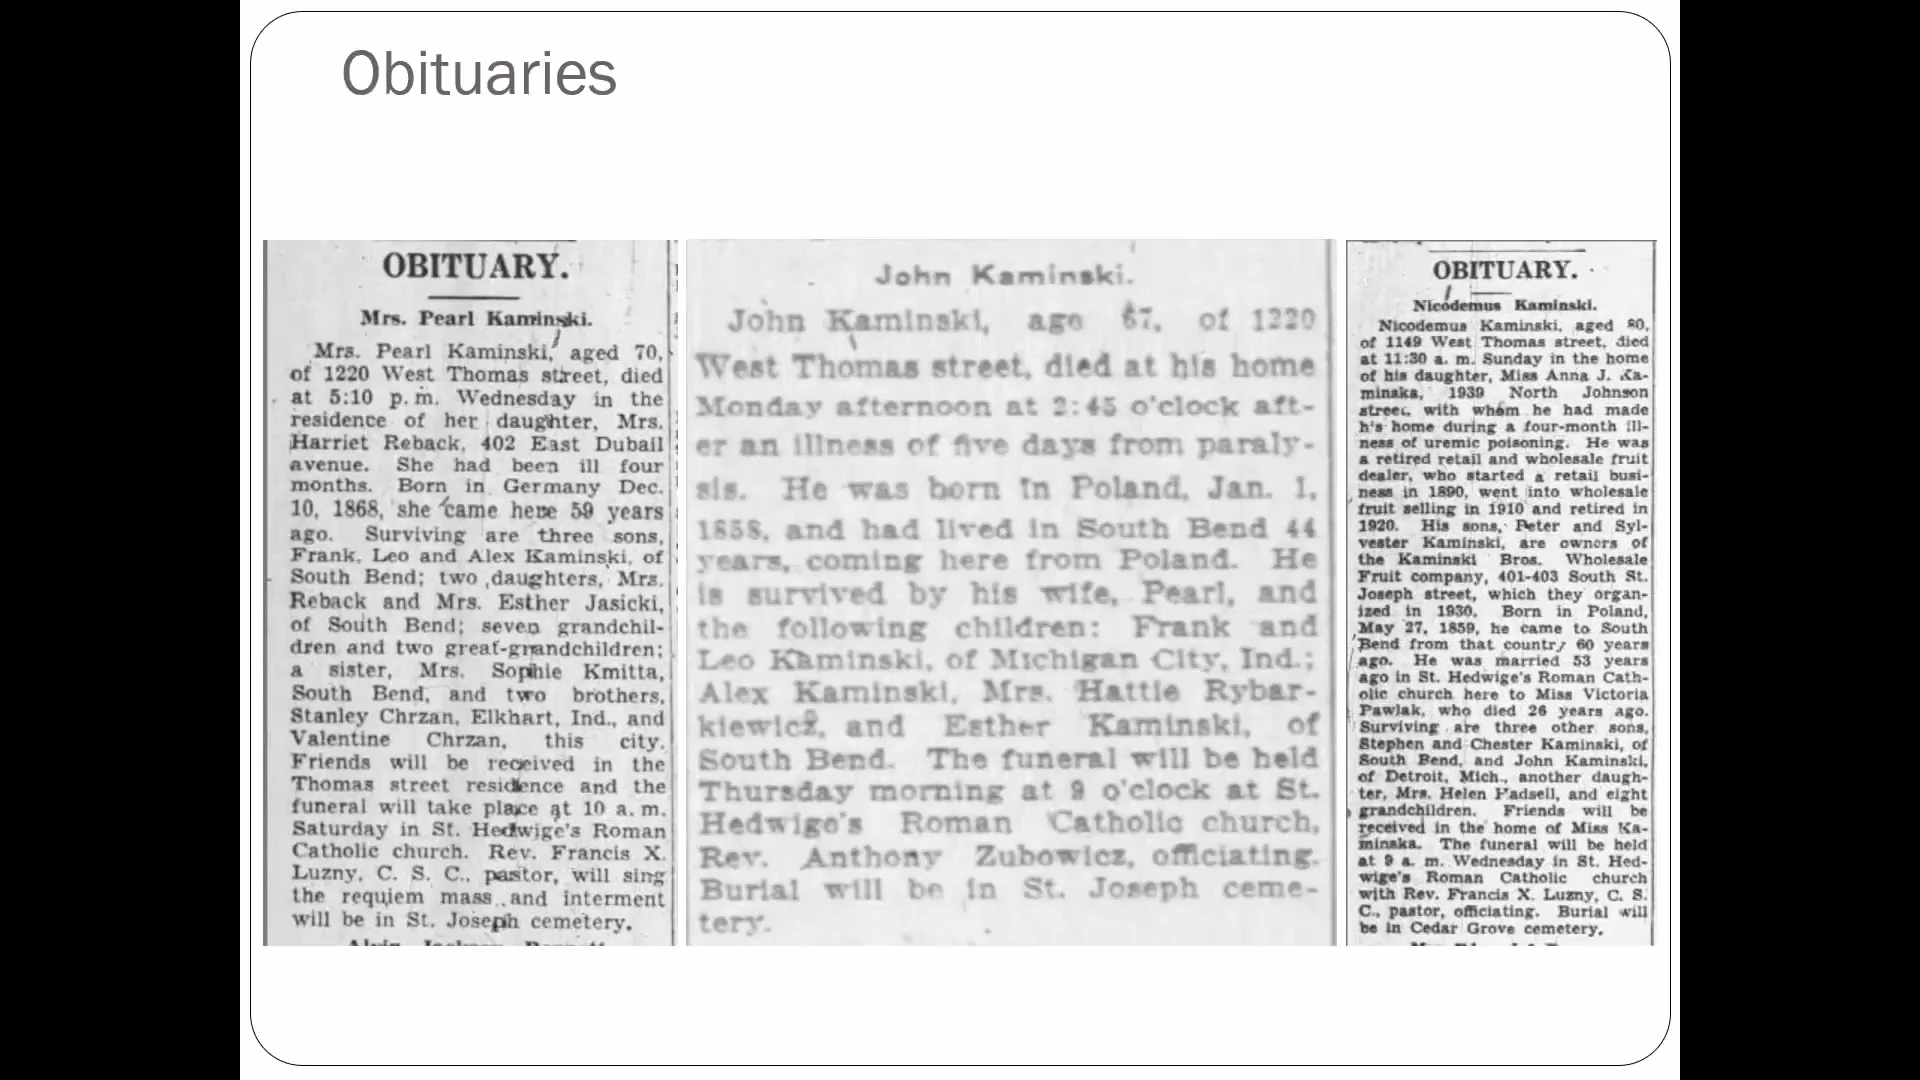 Obituaries
OBITUARY.
Mrs. Pearl Kaminski.
Mrs. Pearl Kaminski, aged 70,
of 1220 West Thomas street, died
at 5:10 p. m. Wednesday in the
residence of her daughter, Mrs.
Harriet Reback, 402 East Dubail
avenue. She had been ill four
months. Born in Germany Dec.
10, 1868, she came here 59 years
ago. Surviving are three sons,
Frank, Leo and Alex Kaminski, of
South Bend; two daughters, Mrs.
Reback and Mrs. Esther Jasicki,
of South Bend; seven grandchil-
dren and two great-grandchildren;
a sister, Mrs. Sophie Kmitta,
South Bend, and two brothers,
Stanley Chrzan, Elkhart, Ind., and
Valentine Chrzan, this city.
Friends will be received in the
Thomas street residence and the
funeral will take place at 10 a. m.
Saturday in St. Hedwige's Roman
Catholic church. Rev. Francis X.
Luzny, C. S. C., pastor, will sing
the requiem mass and interment
will be in St. Joseph cemetery.
John Kaminski.
John Kaminski, age 67, of 1220
West Thomas street, died at his home
Monday afternoon at 2:45 o'clock aft-
er an illness of five days from paraly-
sis. He was born in Poland, Jan. 1,
1858, and had lived in South Bend 44
years, coming here from Poland. He
is survived by his wife, Pearl, and
the following children: Frank and
Leo Kaminski, of Michigan City, Ind.;
Alex Kaminski, Mrs. Hattie Rybar-
kiewicz, and Esther Kaminski, of
South Bend. The funeral will be held
Thursday morning at 9 o'clock at St.
Hedwige's Roman Catholic church,
Rev. Anthony Zubowicz, officiating.
Burial will be in St. Joseph ceme-
tery.
OBITUARY.
Nicodemus Kaminski.
Nicodemus Kaminski, aged 80,
of 1149 West Thomas street, died
at 11:30 a. m. Sunday in the home
of his daughter, Miss Anna J. Ka-
minska, 1939 North Johnson
street, with whom he had made
h's home during a four-month ill-
ness of uremic poisoning. He was
a retired retail and wholesale fruit
dealer, who started a retail busi-
ness in 1890, went into wholesale
fruit selling in 1910 and retired in
1920. His sons, Peter and Syl-
vester Kaminski, are owners of
the Kaminski Bros. Wholesale
Fruit company, 401-403 South St.
Joseph street, which they organ-
ized in 1930. Born in Poland,
May 27, 1859, he came to South
Bend from that country 60 years
ago. He was married 53 years
ago in St. Hedwige's Roman Cath-
olic church here to Miss Victoria
Pawlak, who died 26 years ago.
Surviving are three other sons,
Stephen and Chester Kaminski, of
South Bend, and John Kaminski,
of Detroit, Mich., another daugh-
ter, Mrs. Helen Hadsell, and eight
grandchildren. Friends will be
received in the home of Miss Ka-
minska. The funeral will be held
at 9 a. m. Wednesday in St. Hed-
wige's Roman Catholic church
with Rev. Francis X. Luzny, C. S.
C., pastor, officiating. Burial will
be in Cedar Grove cemetery.